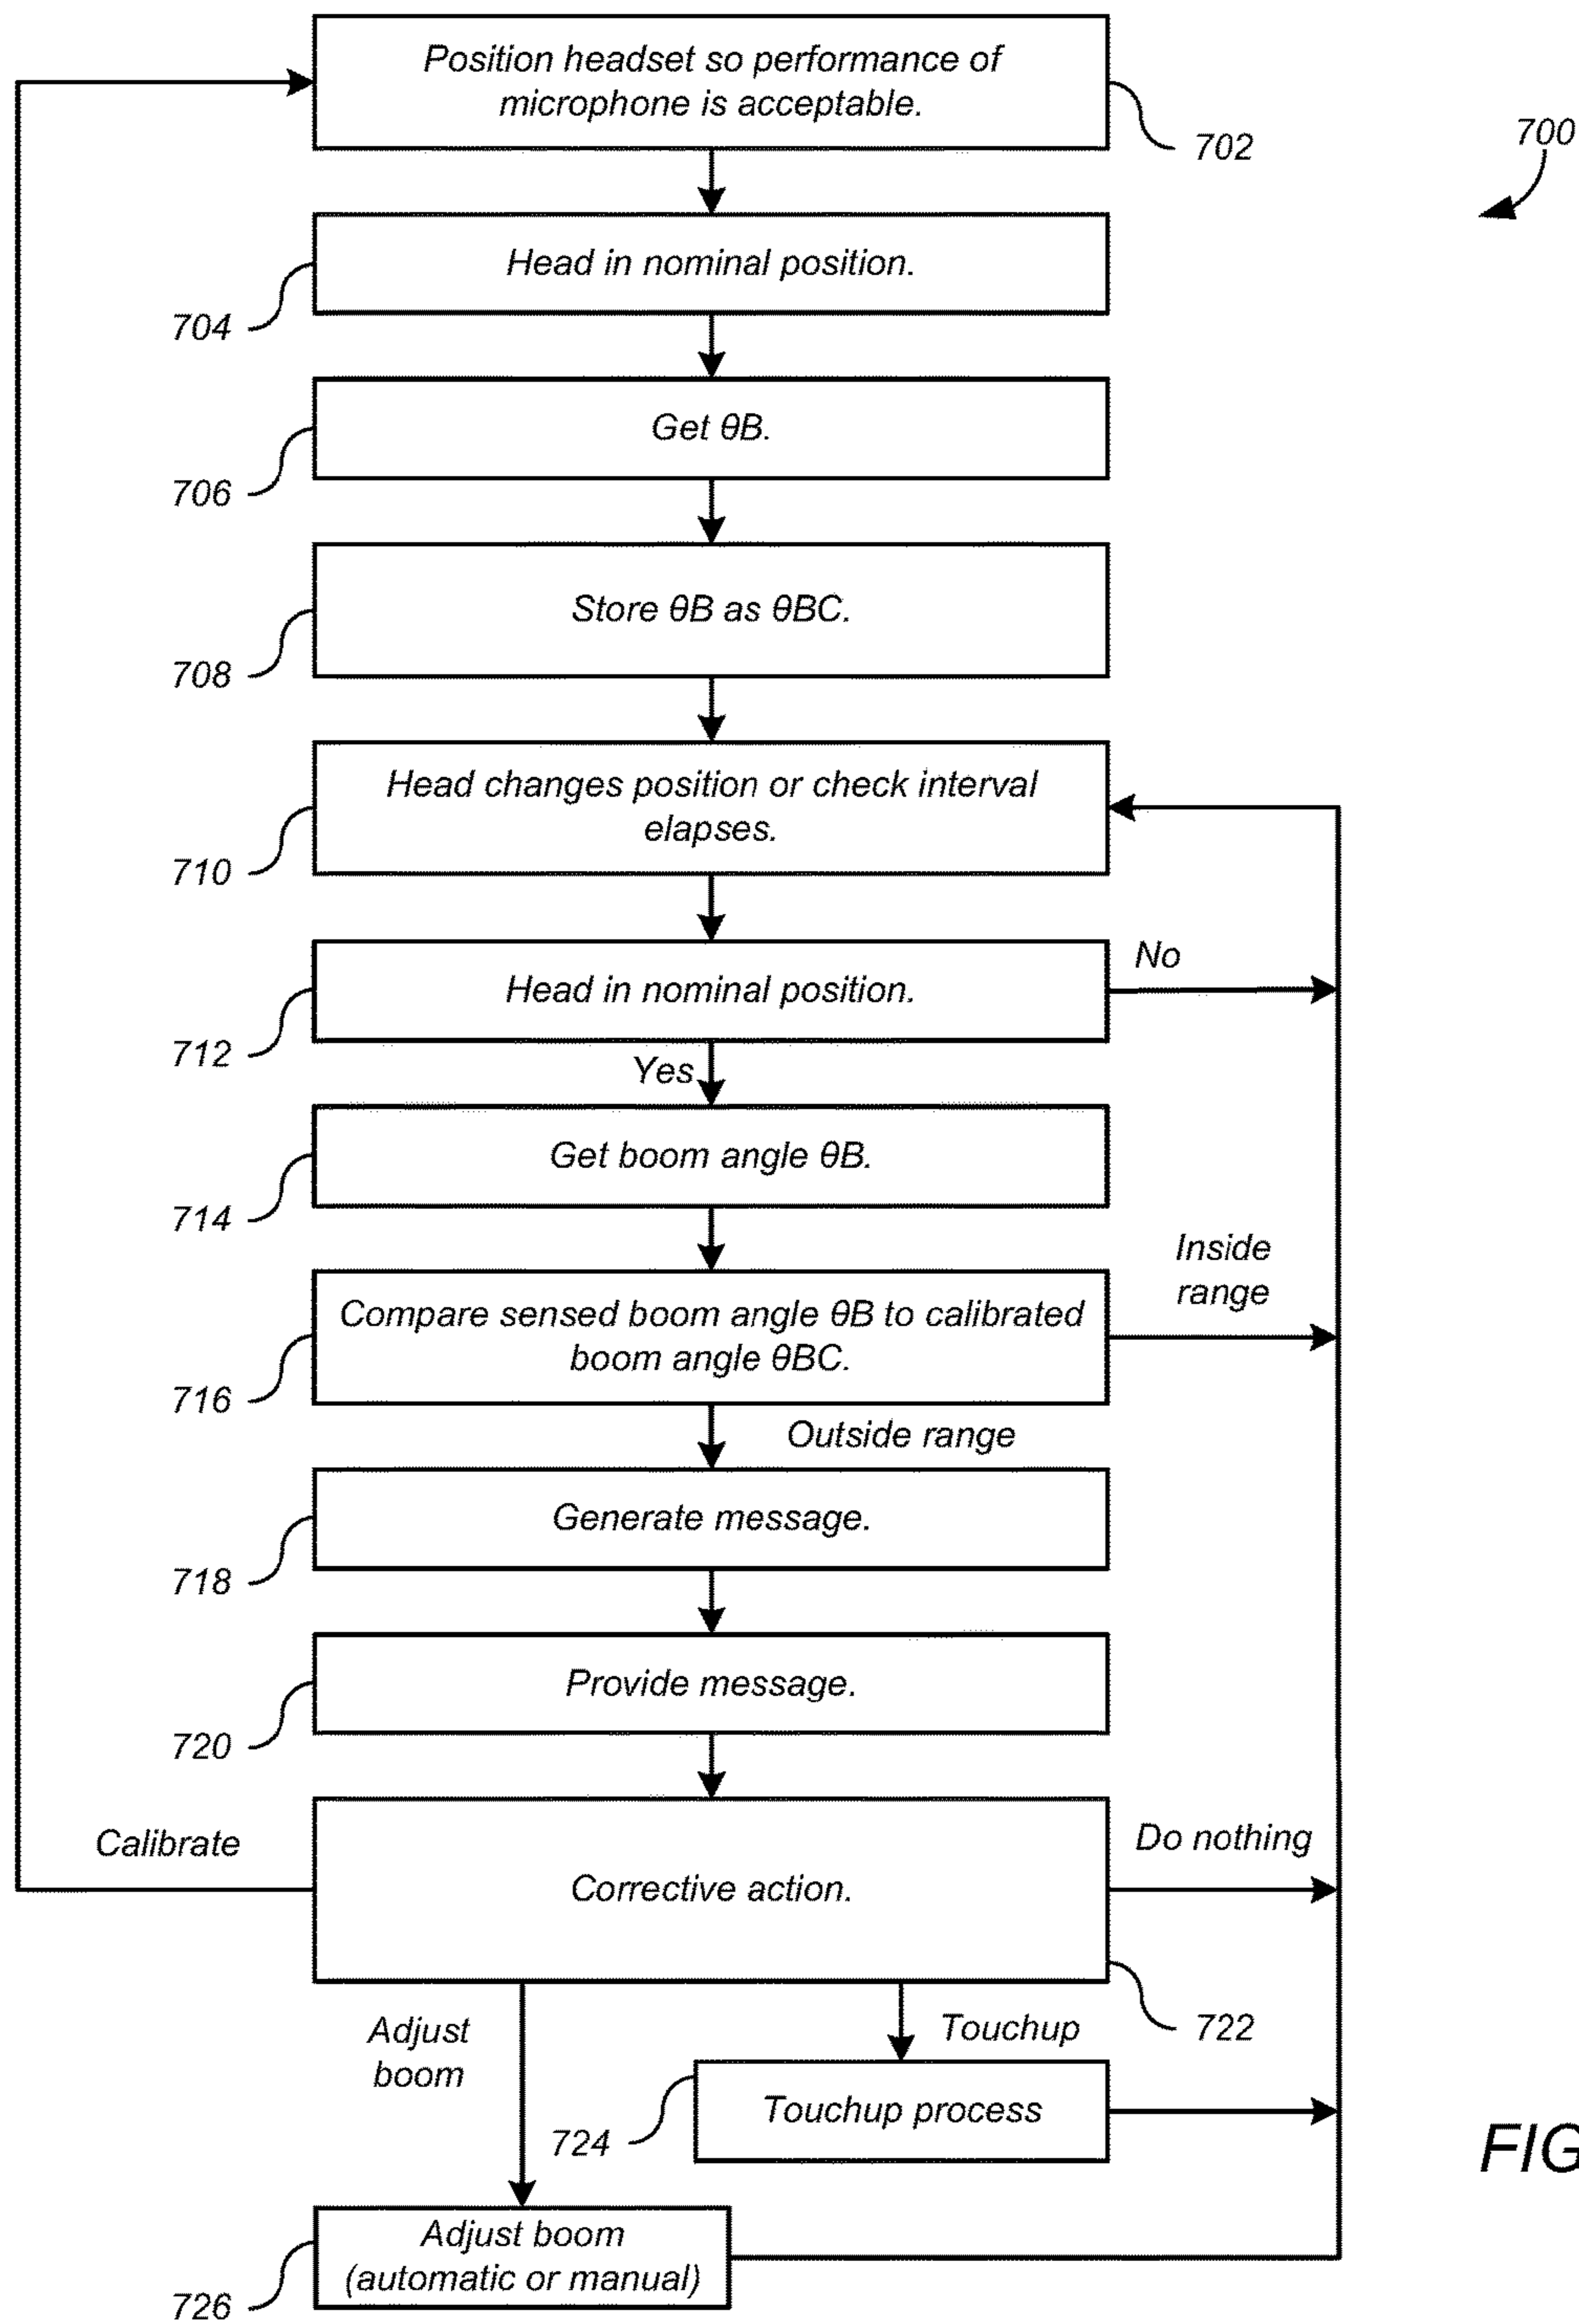 Position headset so performance of
microphone is acceptable.
702
700
Head in nominal position.
704
Get θB.
706
Store θB as θBC.
708
Head changes position or check interval
elapses.
710
Head in nominal position.
No
712
Yes
Get boom angle θB.
714
Inside
range
Compare sensed boom angle θB to calibrated
boom angle θBC.
716
Outside range
Generate message.
718
Provide message.
720
Calibrate
Corrective action.
Do nothing
722
Adjust
boom
Touchup
Touchup process
724
FIG
Adjust boom
(automatic or manual)
726